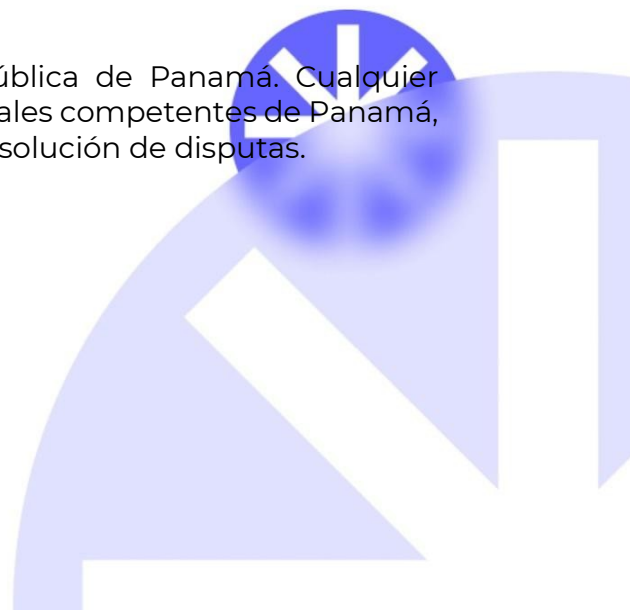 ública de Panamá. Cualquier
ales competentes de Panamá,
solución de disputas.